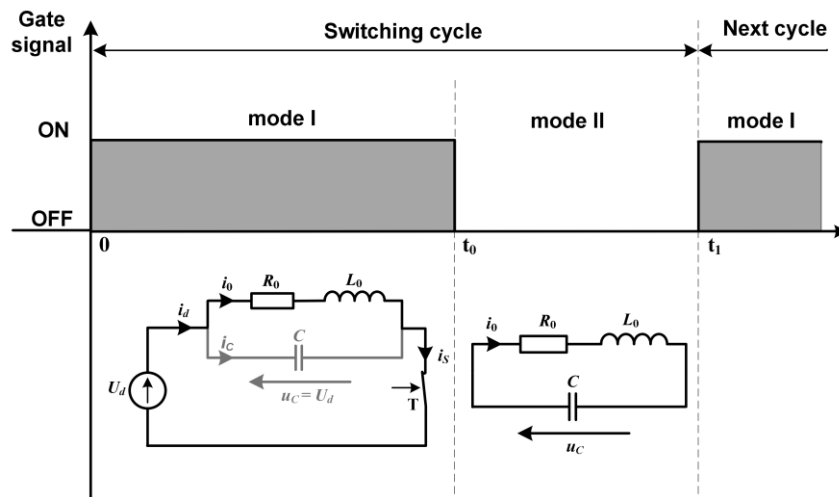 Gate signal
Switching cycle
Next cycle
ON
mode I
mode II
mode I
OFF
0
t₀
t₁
i₀
R₀
L₀
i_d
i_C
C
i_S
U_d
u_C = U_d
T
i₀
R₀
L₀
C
u_C